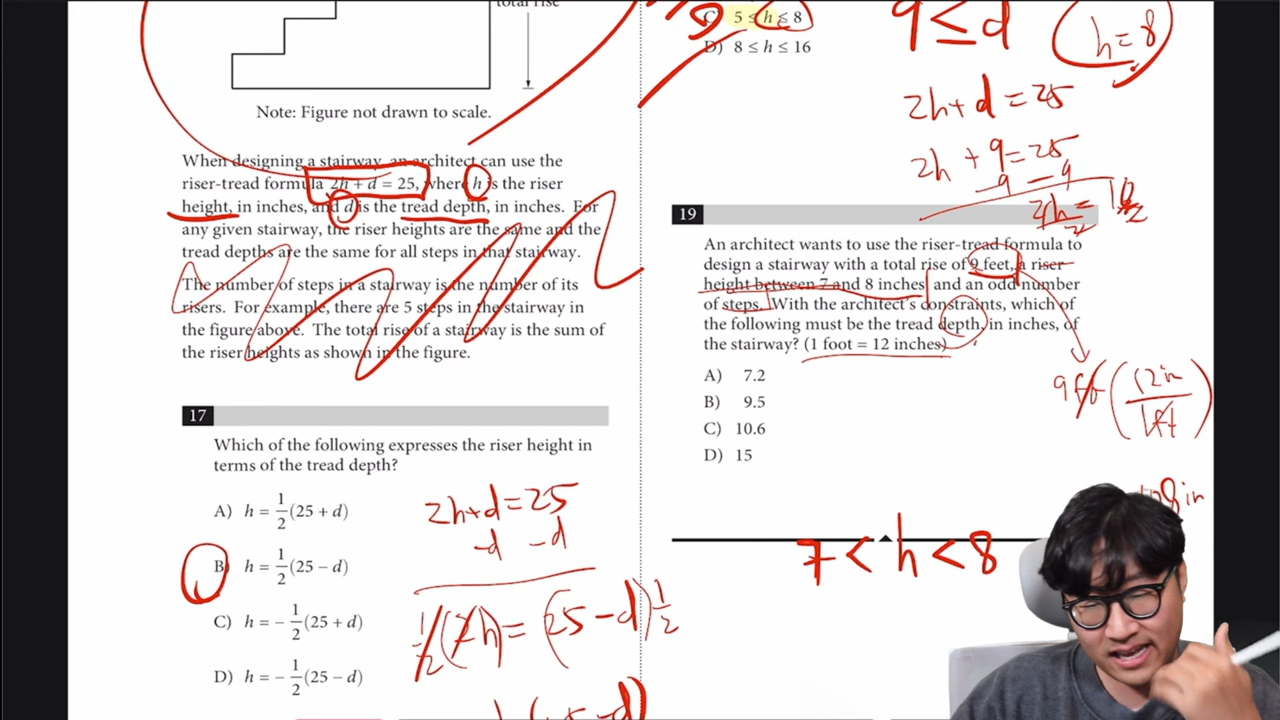 total rise
Note: Figure not drawn to scale.
When designing a stairway, an architect can use the
riser-tread formula 2h + d = 25, where h is the riser
height, in inches, and d is the tread depth, in inches. For
any given stairway, the riser heights are the same and the
tread depths are the same for all steps in that stairway.
The number of steps in a stairway is the number of its
risers. For example, there are 5 steps in the stairway in
the figure above. The total rise of a stairway is the sum of
the riser heights as shown in the figure.
17
Which of the following expresses the riser height in
terms of the tread depth?
A) h = 1/2 (25 + d)
B) h = 1/2 (25 − d)
C) h = − 1/2 (25 + d)
D) h = − 1/2 (25 − d)
2h+d=25
-d -d
1/2 (2h) = (25-d) 1/2
C) 5 ≤ h ≤ 8
D) 8 ≤ h ≤ 16
9 ≤ d
h=8
2h+d=25
2h + 9=25
-9 -9
19
An architect wants to use the riser-tread formula to
design a stairway with a total rise of 9 feet, a riser
height between 7 and 8 inches, and an odd number
of steps. With the architect's constraints, which of
the following must be the tread depth, in inches, of
the stairway? (1 foot = 12 inches)
A) 7.2
B) 9.5
C) 10.6
D) 15
9ft (12in/1ft)
7 < h < 8